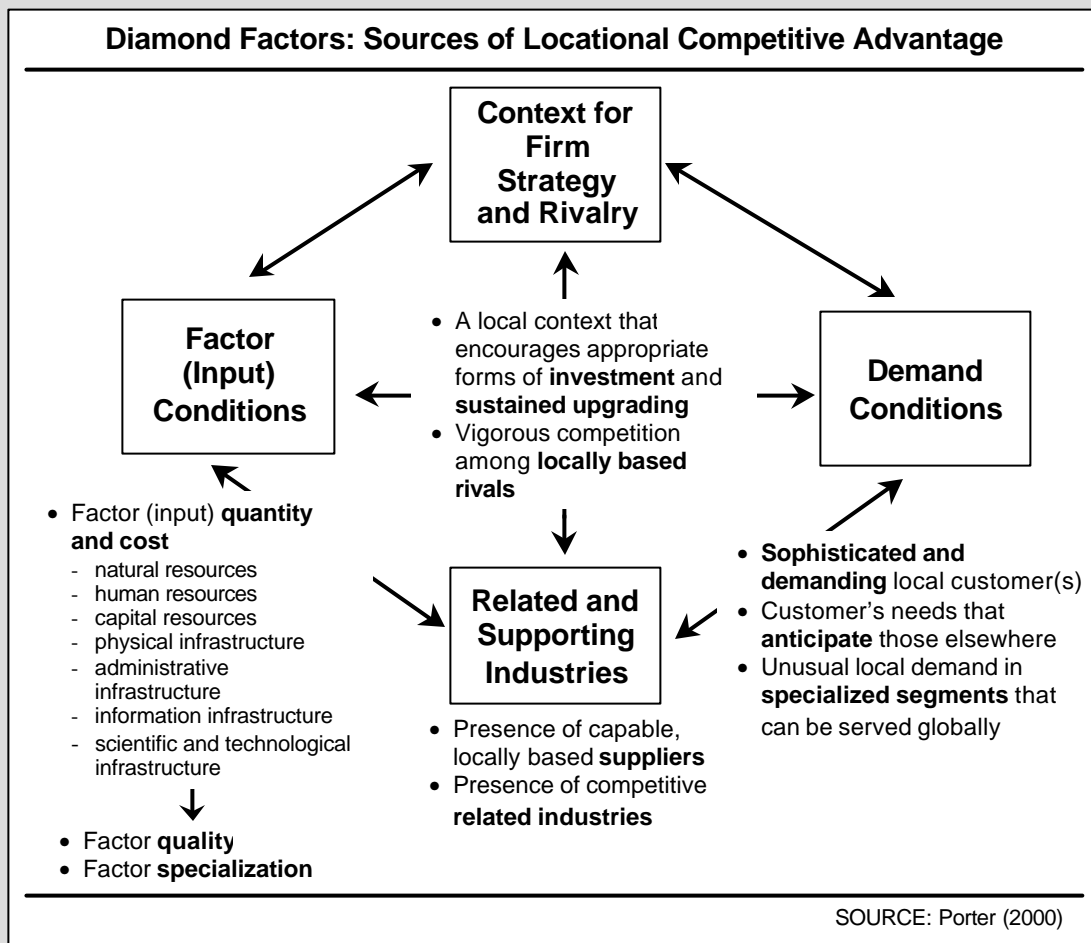 Diamond Factors: Sources of Locational Competitive Advantage
Context for
Firm
Strategy
and Rivalry
Factor
(Input)
Conditions
• A local context that
encourages appropriate
forms of investment and
sustained upgrading
• Vigorous competition
among locally based
rivals
Demand
Conditions
• Factor (input) quantity
and cost
- natural resources
- human resources
- capital resources
- physical infrastructure
- administrative
infrastructure
- information infrastructure
- scientific and technological
infrastructure
• Factor quality
• Factor specialization
Related and
Supporting
Industries
• Presence of capable,
locally based suppliers
• Presence of competitive
related industries
• Sophisticated and
demanding local customer(s)
• Customer's needs that
anticipate those elsewhere
• Unusual local demand in
specialized segments that
can be served globally
SOURCE: Porter (2000)